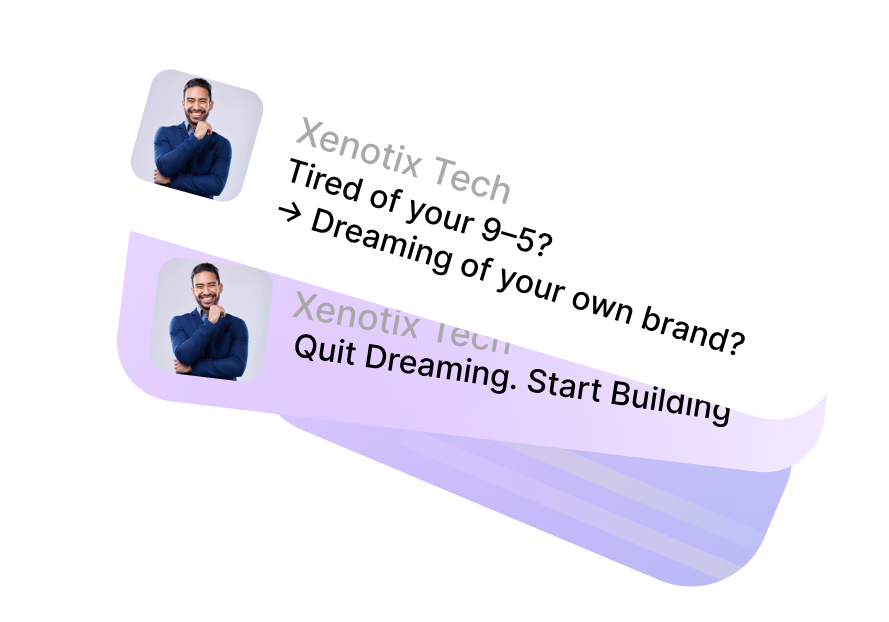 Xenotix Tech
Tired of your 9–5?
→ Dreaming of your own brand?
Xenotix Tech
Quit Dreaming. Start Building